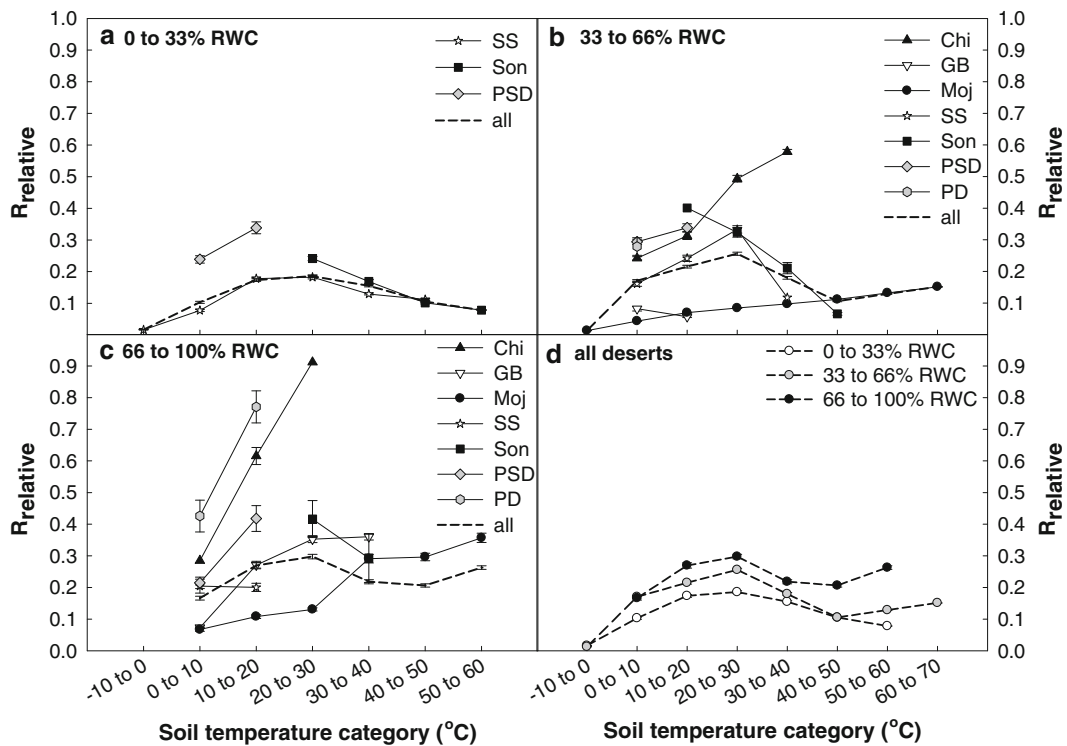 a 0 to 33% RWC
SS
Son
PSD
all
1.0
0.9
0.8
0.7
0.6
0.5
0.4
0.3
0.2
0.1
Rrelative
b 33 to 66% RWC
Chi
GB
Moj
SS
Son
PSD
PD
all
1.0
0.9
0.8
0.7
0.6
0.5
0.4
0.3
0.2
0.1
Rrelative
c 66 to 100% RWC
Chi
GB
Moj
SS
Son
PSD
PD
all
0.9
0.8
0.7
0.6
0.5
0.4
0.3
0.2
0.1
0.0
Rrelative
-10 to 0
0 to 10
10 to 20
20 to 30
30 to 40
40 to 50
50 to 60
Soil temperature category (°C)
d all deserts
0 to 33% RWC
33 to 66% RWC
66 to 100% RWC
0.9
0.8
0.7
0.6
0.5
0.4
0.3
0.2
0.1
0.0
Rrelative
-10 to 0
0 to 10
10 to 20
20 to 30
30 to 40
40 to 50
50 to 60
60 to 70
Soil temperature category (°C)